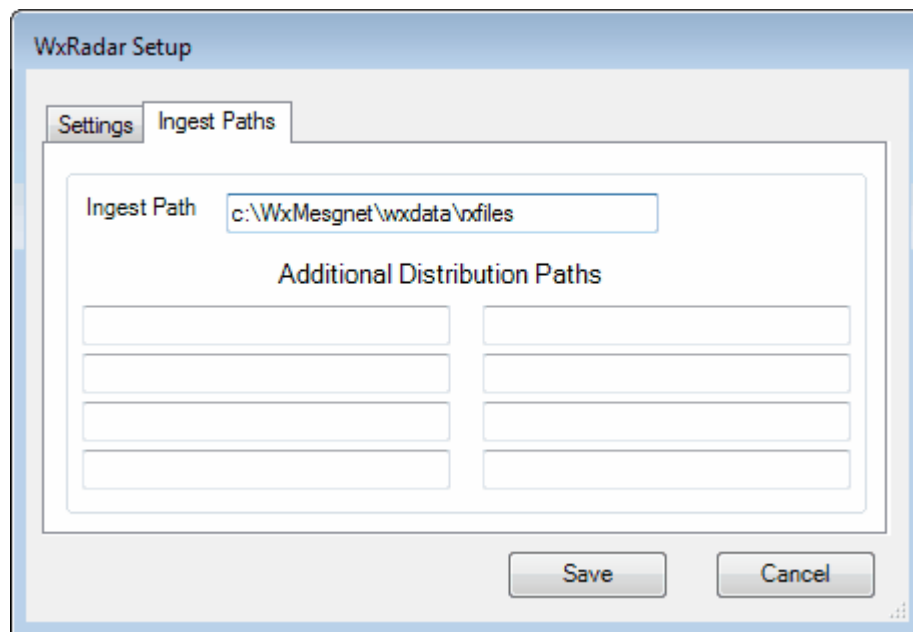 WxRadar Setup
Settings
Ingest Paths
Ingest Path
c:\WxMesgnet\wxdata\rxfiles
Additional Distribution Paths
Save
Cancel